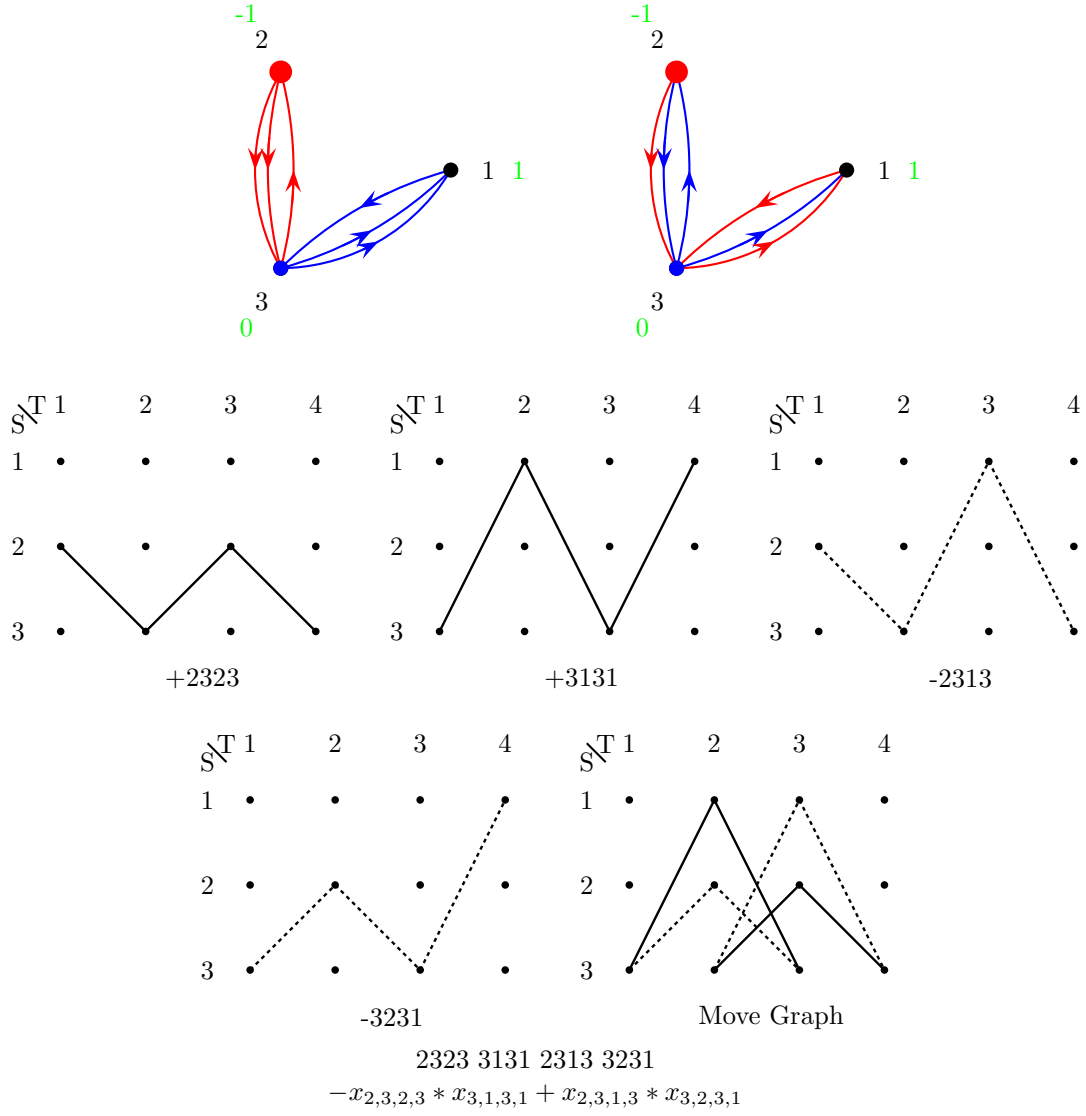 -1 -1
2 2
1 1 1 1
3 3
0 0
S\T 1 2 3 4 S\T 1 2 3 4 S\T 1 2 3 4
1 1 1
2 2 2
3 3 3
+2323 +3131 -2313
S\T 1 2 3 4 S\T 1 2 3 4
1 1
2 2
3 3
-3231 Move Graph
2323 3131 2313 3231
$-x_{2,3,2,3} * x_{3,1,3,1} + x_{2,3,1,3} * x_{3,2,3,1}$